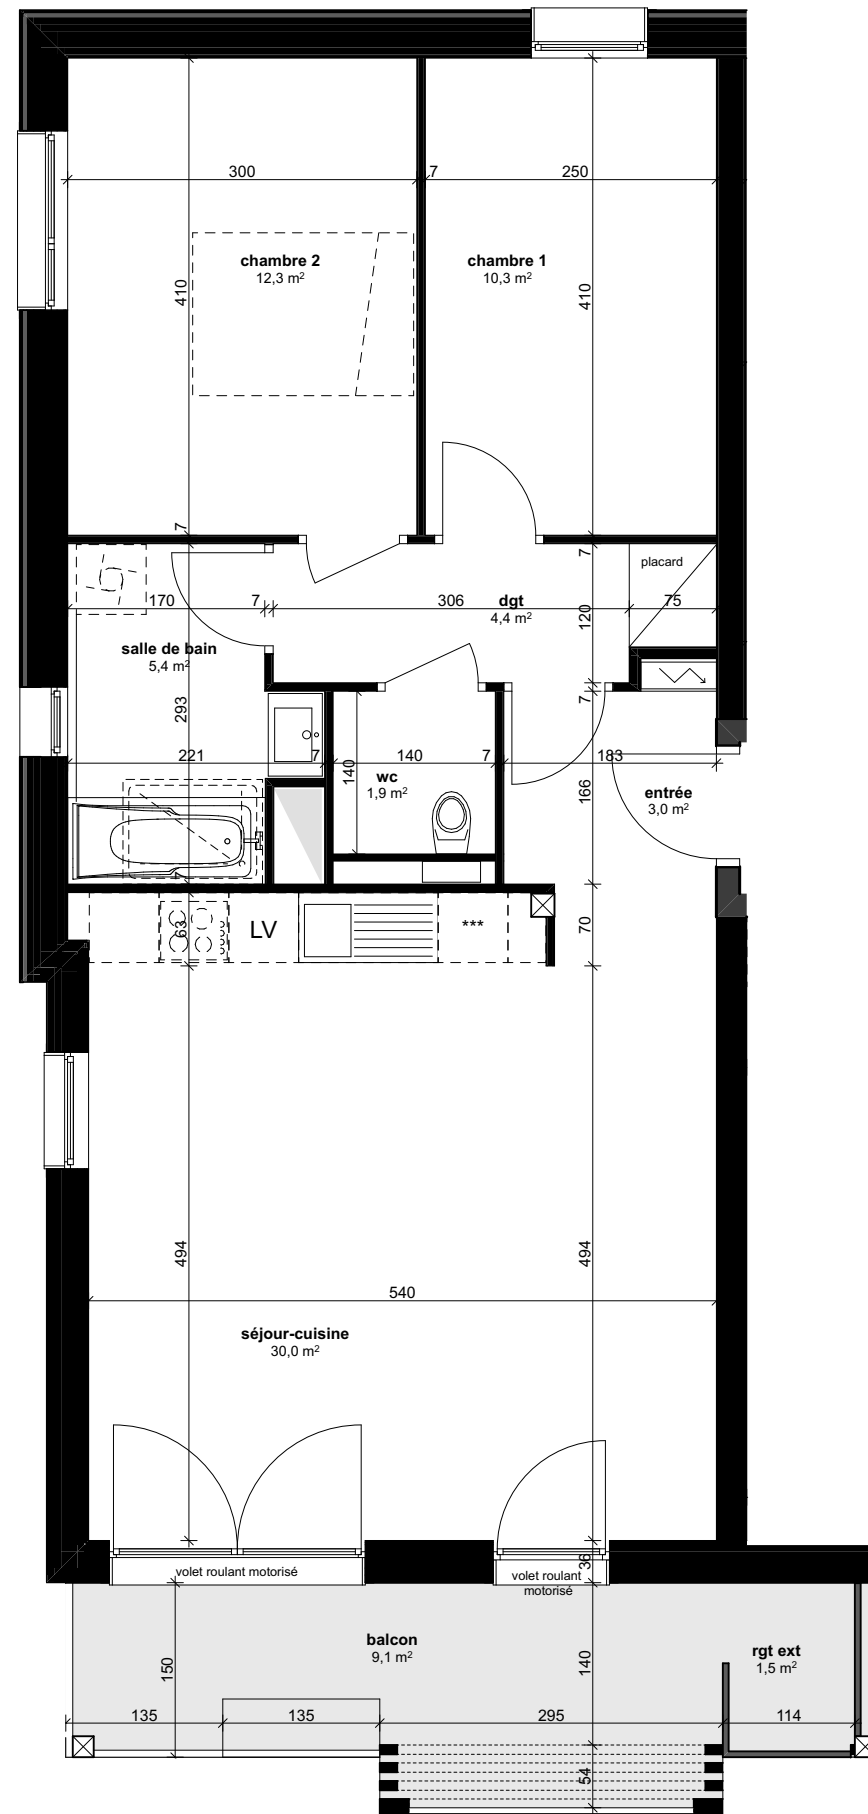 300
7
250
chambre 2
12,3 m²
chambre 1
10,3 m²
410
410
7
7
placard
170
7
306
dgt
4,4 m²
75
120
salle de bain
5,4 m²
293
7
221
7
140
7
183
140
wc
1,9 m²
166
entrée
3,0 m²
7
63
LV
***
70
494
494
540
séjour-cuisine
30,0 m²
volet roulant motorisé
volet roulant
motorisé
36
balcon
9,1 m²
rgt ext
1,5 m²
150
140
135
135
295
114
54